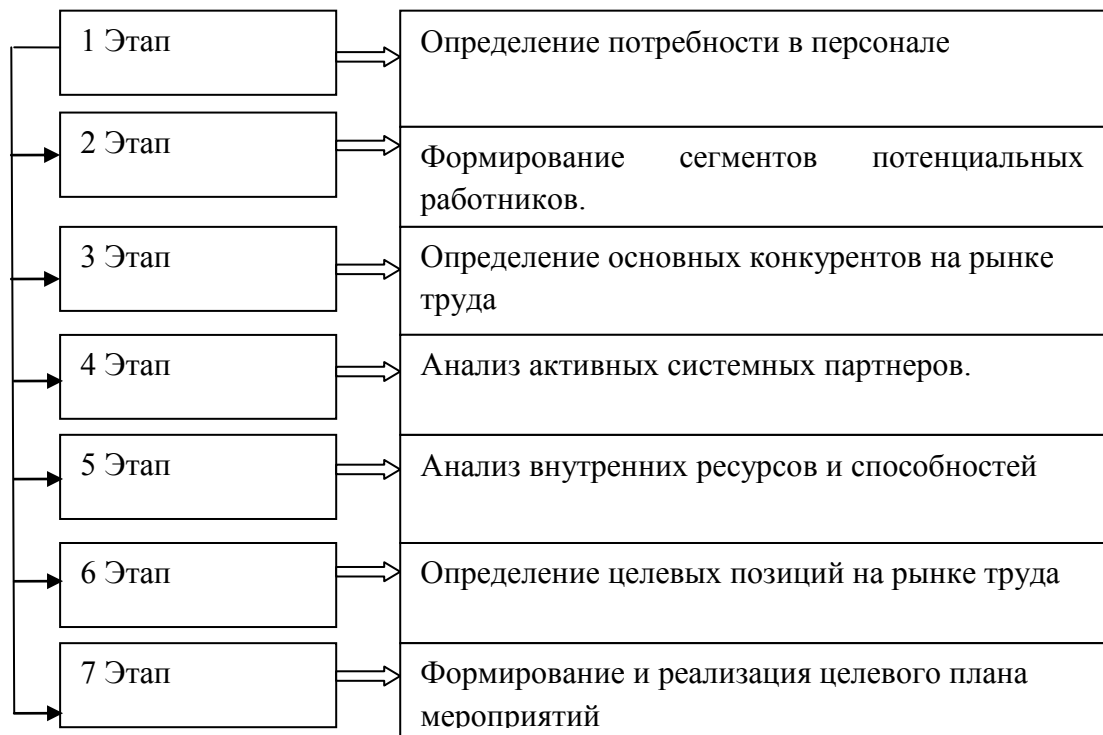 1 Этап
Определение потребности в персонале
2 Этап
Формирование сегментов потенциальных
работников.
3 Этап
Определение основных конкурентов на рынке
труда
4 Этап
Анализ активных системных партнеров.
5 Этап
Анализ внутренних ресурсов и способностей
6 Этап
Определение целевых позиций на рынке труда
7 Этап
Формирование и реализация целевого плана
мероприятий